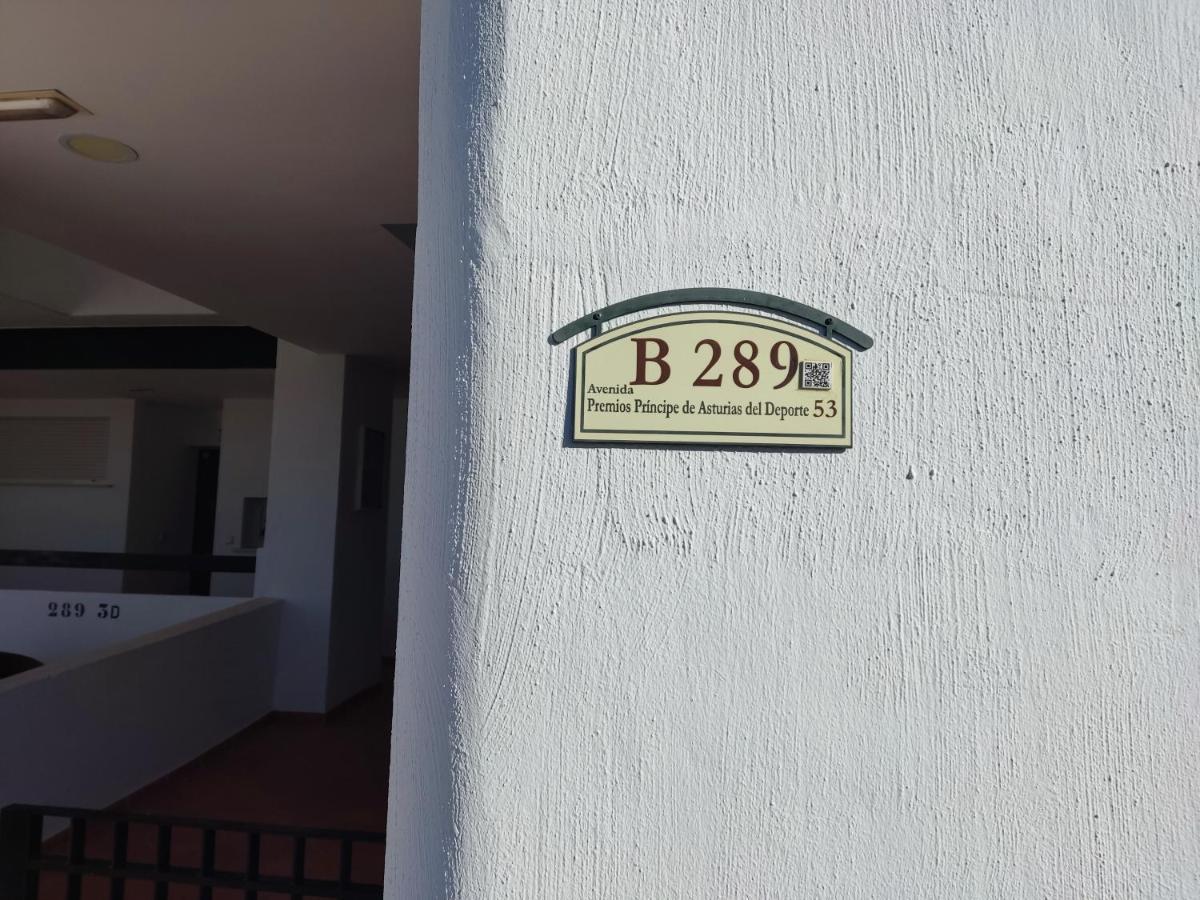 B 289
Avenida
Premios Príncipe de Asturias del Deporte 53
289 3D